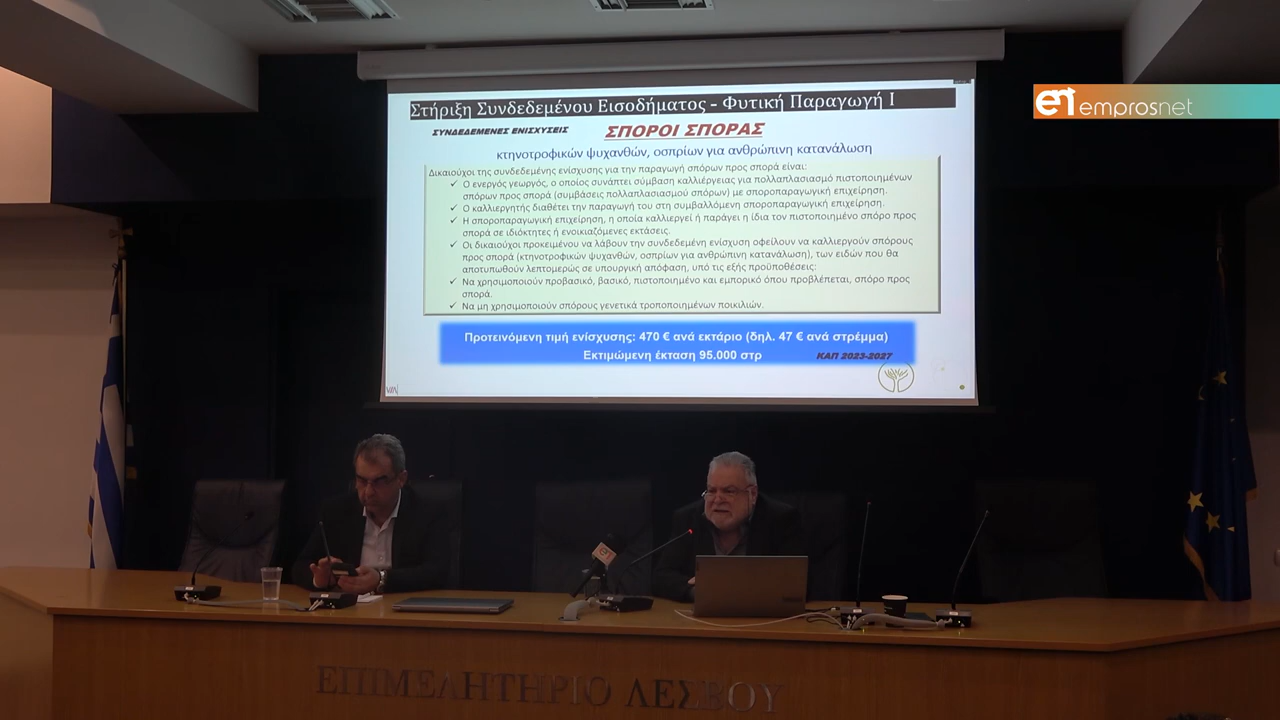 Στήριξη Συνδεδεμένου Εισοδήματος – Φυτική Παραγωγή Ι
emprosnet
ΣΥΝΔΕΔΕΜΕΝΕΣ ΕΝΙΣΧΥΣΕΙΣ ΣΠΟΡΟΙ ΣΠΟΡΑΣ
κτηνοτροφικών ψυχανθών, οσπρίων για ανθρώπινη κατανάλωση
Δικαιούχοι της συνδεδεμένης ενίσχυσης για την παραγωγή σπόρων προς σπορά είναι:
✓ Ο ενεργός γεωργός, ο οποίος συνάπτει σύμβαση καλλιέργειας για πολλαπλασιασμό πιστοποιημένων
σπόρων προς σπορά (συμβάσεις πολλαπλασιασμού σπόρων) με σποροπαραγωγική επιχείρηση.
✓ Ο καλλιεργητής διαθέτει την παραγωγή του στη συμβαλλόμενη σποροπαραγωγική επιχείρηση.
✓ Η σποροπαραγωγική επιχείρηση, η οποία καλλιεργεί ή παράγει η ίδια τον πιστοποιημένο σπόρο προς
σπορά σε ιδιόκτητες ή ενοικιαζόμενες εκτάσεις.
✓ Οι δικαιούχοι προκειμένου να λάβουν την συνδεδεμένη ενίσχυση οφείλουν να καλλιεργούν σπόρους
προς σπορά (κτηνοτροφικών ψυχανθών, οσπρίων για ανθρώπινη κατανάλωση), των ειδών που θα
αποτυπωθούν λεπτομερώς σε υπουργική απόφαση, υπό τις εξής προϋποθέσεις:
✓ Να χρησιμοποιούν προβασικό, βασικό, πιστοποιημένο και εμπορικό όπου προβλέπεται, σπόρο προς
σπορά.
✓ Να μη χρησιμοποιούν σπόρους γενετικά τροποποιημένων ποικιλιών.
Προτεινόμενη τιμή ενίσχυσης: 470 € ανά εκτάριο (δηλ. 47 € ανά στρέμμα)
Εκτιμώμενη έκταση 95.000 στρ
ΚΑΠ 2023-2027
ΕΠΙΜΕΛΗΤΗΡΙΟ ΛΕΣΒΟΥ